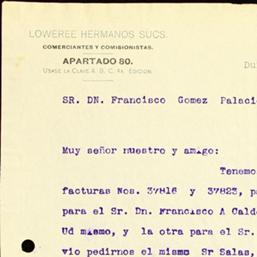 LOWEREE HERMANOS SUCS.
COMERCIANTES Y COMISIONISTAS.
APARTADO 80.
USASE LA CLAVE A. B. C. 4A. EDICION.
Du
SR. DN. Francisco Gomez Palaci
Muy señor nuestro y amigo:
Tenemo
facturas Nos. 37816 y 37823, p
para el Sr. Dn. Francisco A Cald
Ud mismo, y la otra para el Sr.
vio pedirnos el mismo Sr Salas,